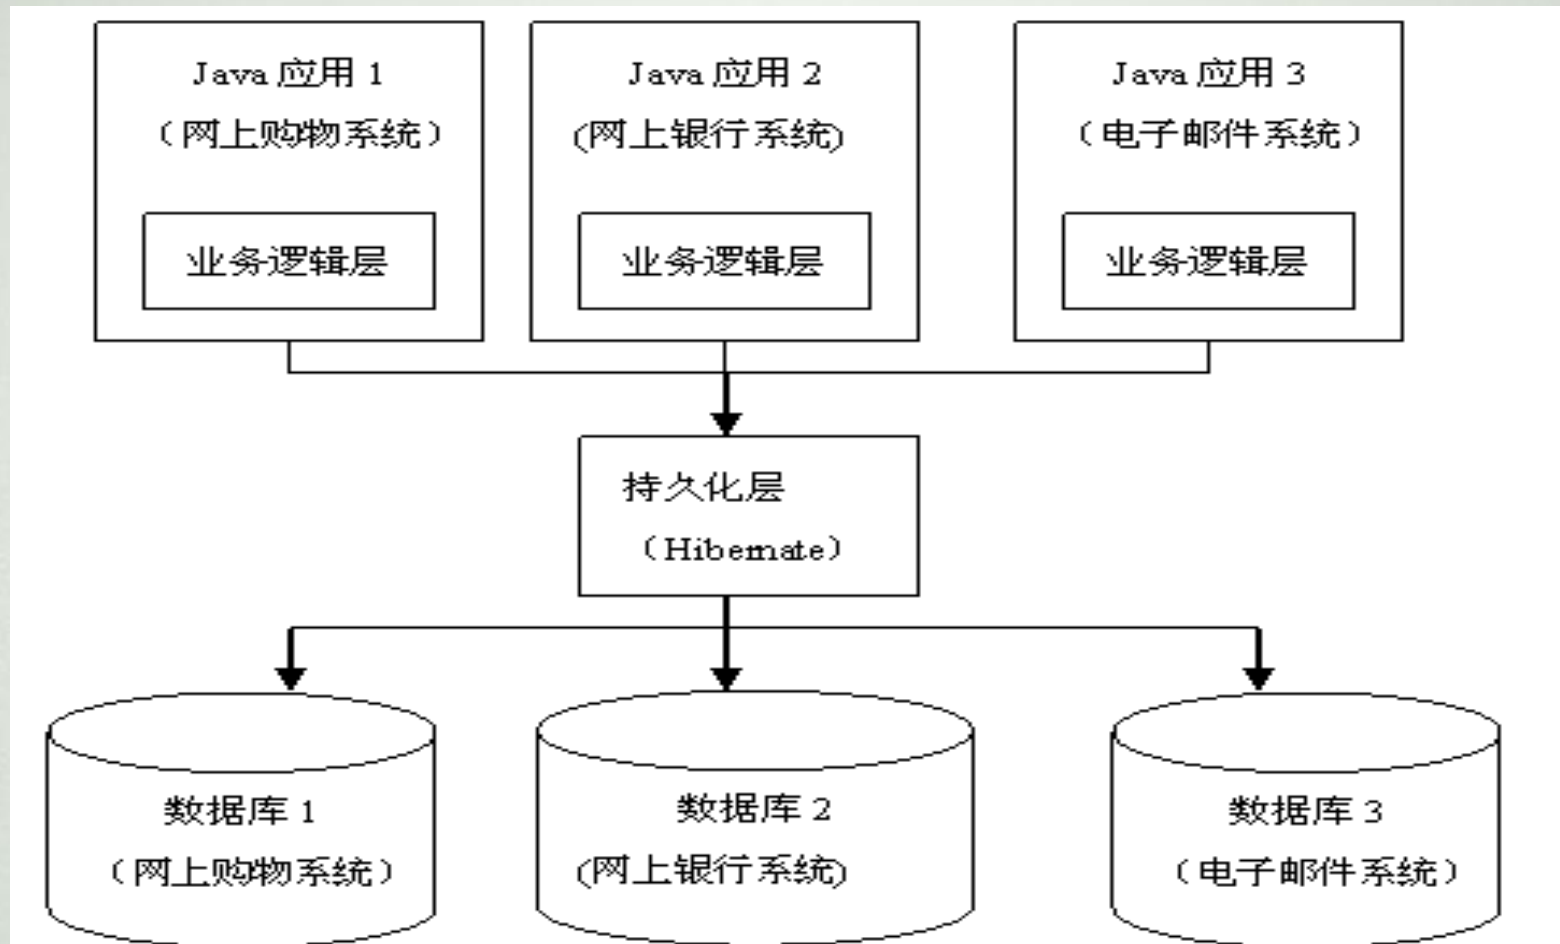 Java 应用 1
（网上购物系统）
业务逻辑层
Java 应用 2
(网上银行系统)
业务逻辑层
Java 应用 3
（电子邮件系统）
业务逻辑层
持久化层
（Hibernate）
数据库 1
（网上购物系统）
数据库 2
(网上银行系统)
数据库 3
（电子邮件系统）